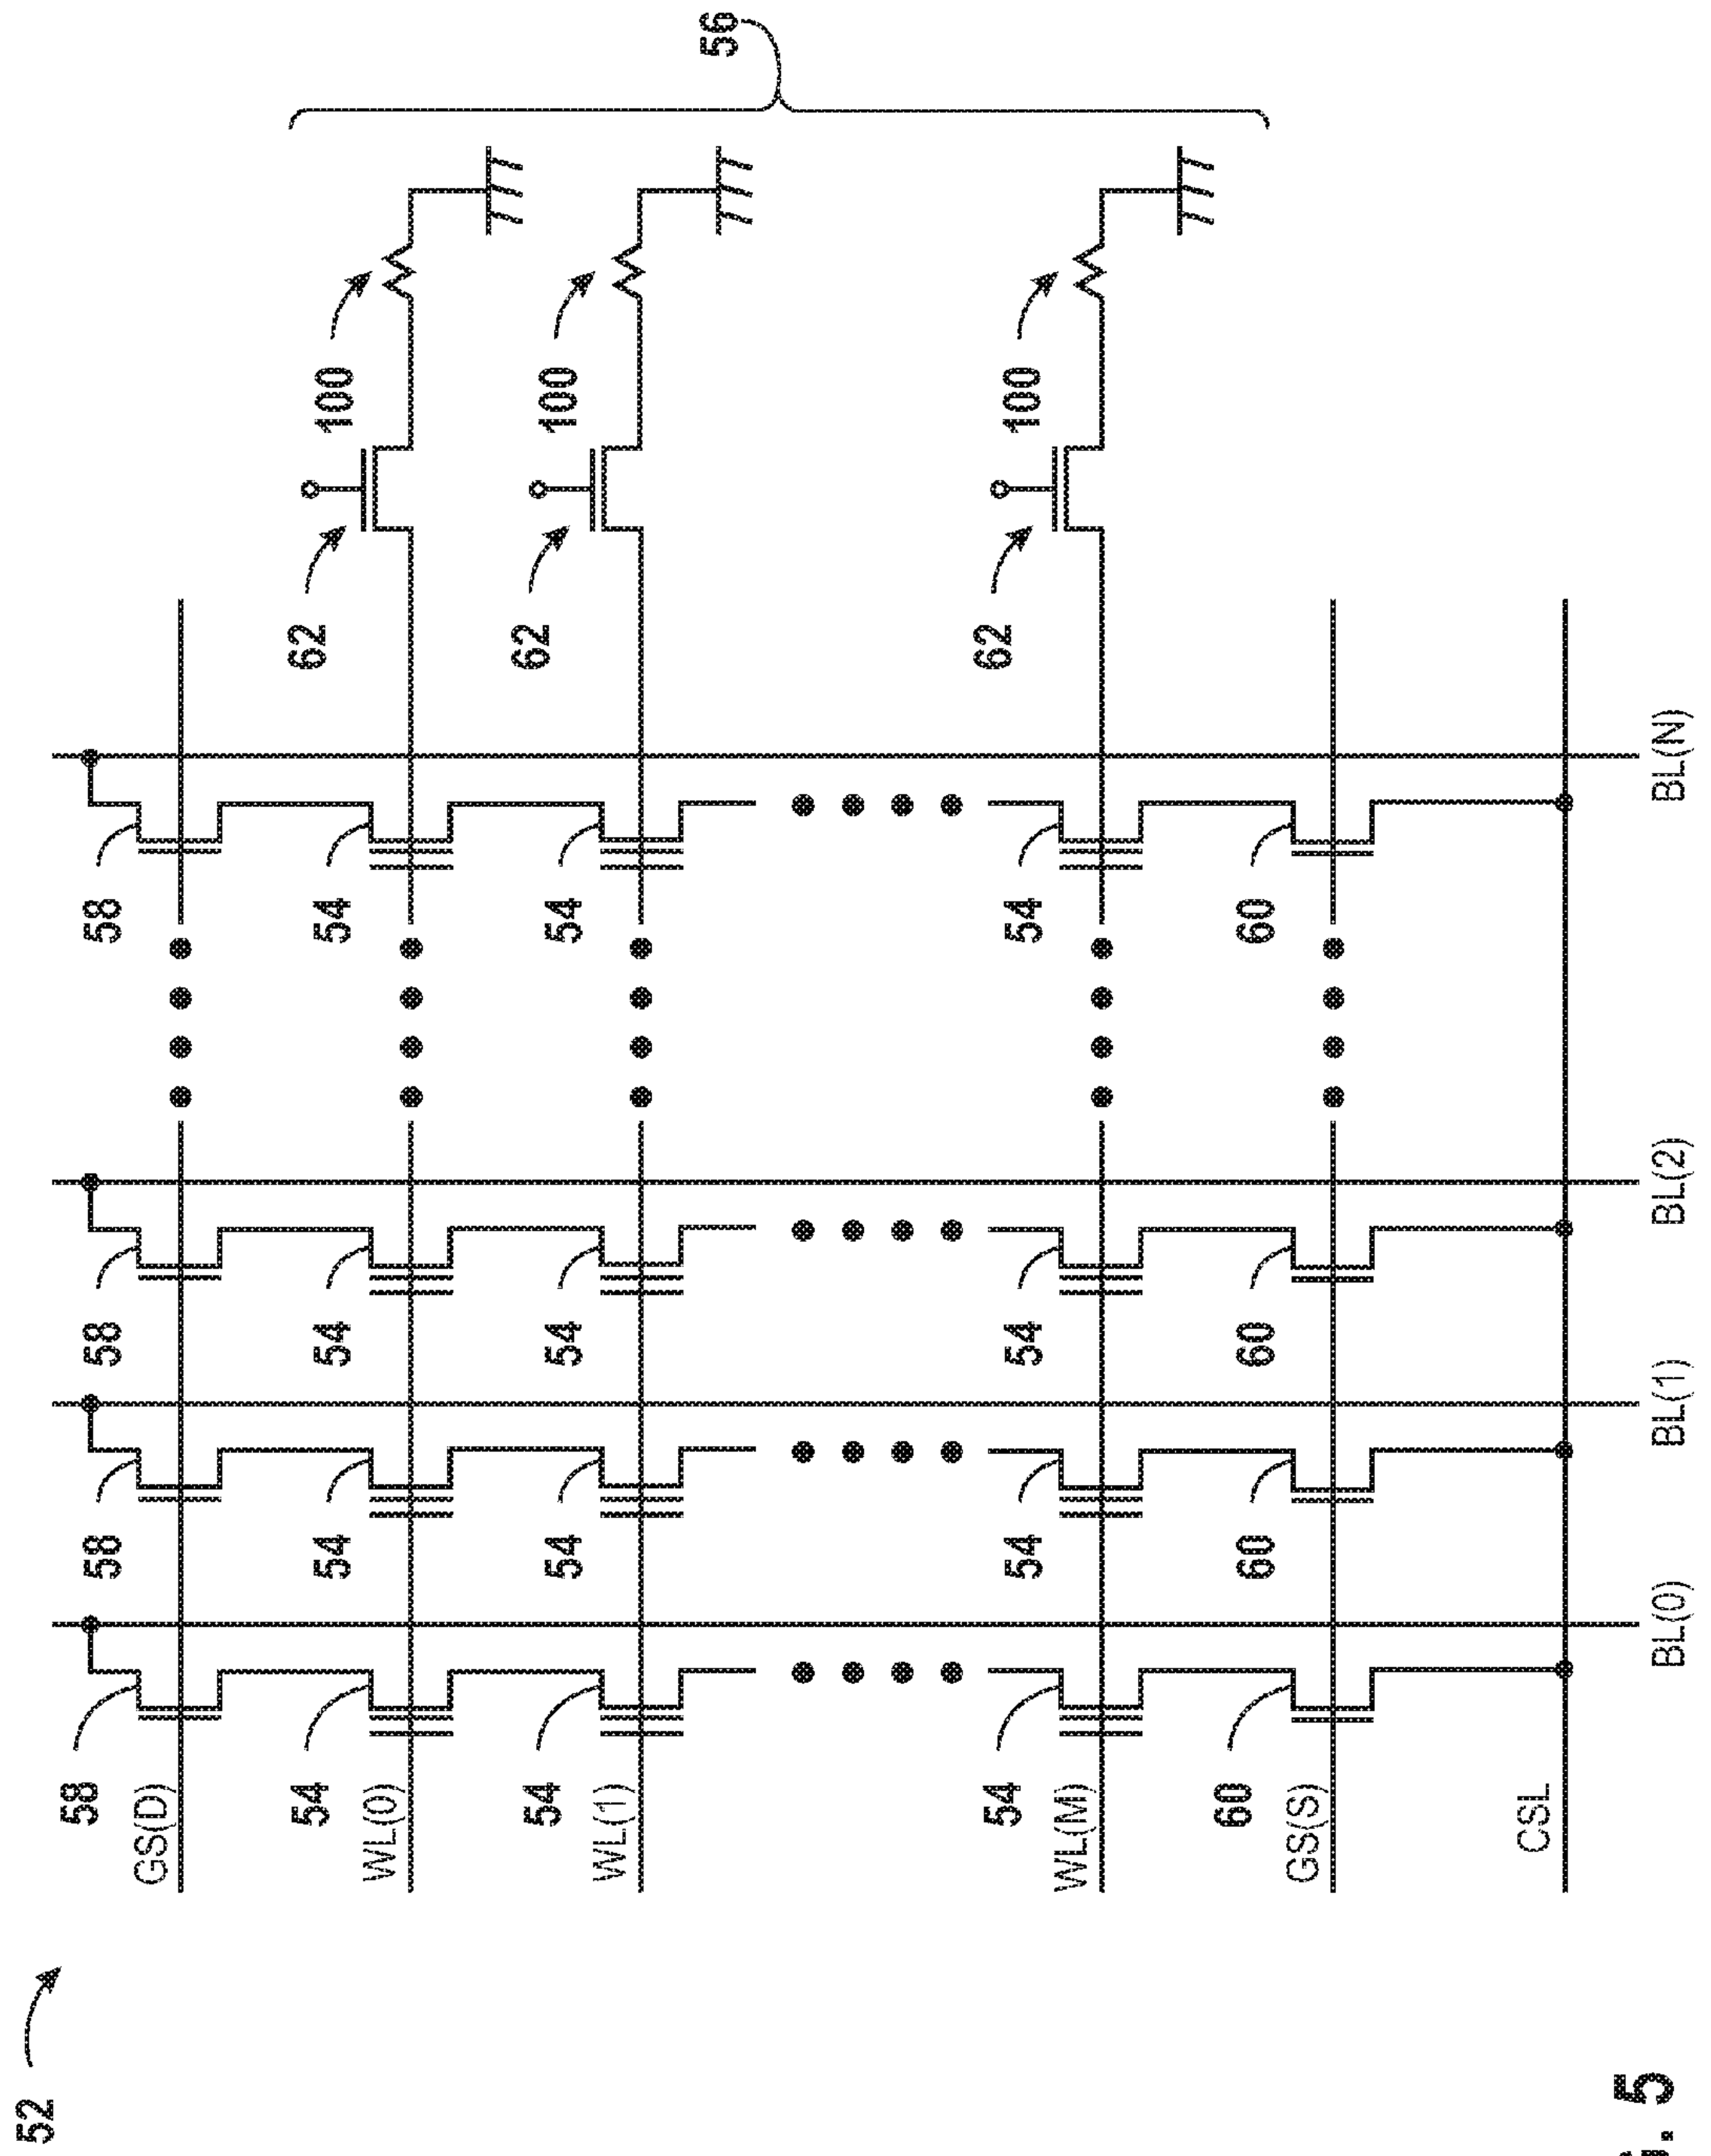 52
58 58 58 58
GS(D)
54 54 54 54 62 100
WL(0)
54 54 54 54 62 100
WL(1)
56
54 54 54 54 62 100
WL(M)
60 60 60 60
GS(S)
CSL
BL(0) BL(1) BL(2) BL(N)
5